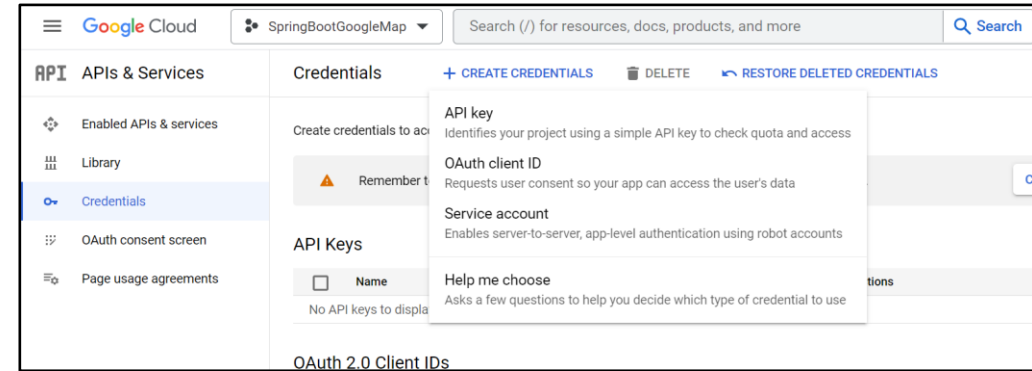 Google Cloud
SpringBootGoogleMap
Search (/) for resources, docs, products, and more
Search
API APIs & Services
Enabled APIs & services
Library
Credentials
OAuth consent screen
Page usage agreements
Credentials
+ CREATE CREDENTIALS
DELETE
RESTORE DELETED CREDENTIALS
Create credentials to
API key
Identifies your project using a simple API key to check quota and access
OAuth client ID
Requests user consent so your app can access the user's data
Service account
Enables server-to-server, app-level authentication using robot accounts
Help me choose
Asks a few questions to help you decide which type of credential to use
Remember
API Keys
Name
No API keys to
OAuth 2.0 Client IDs